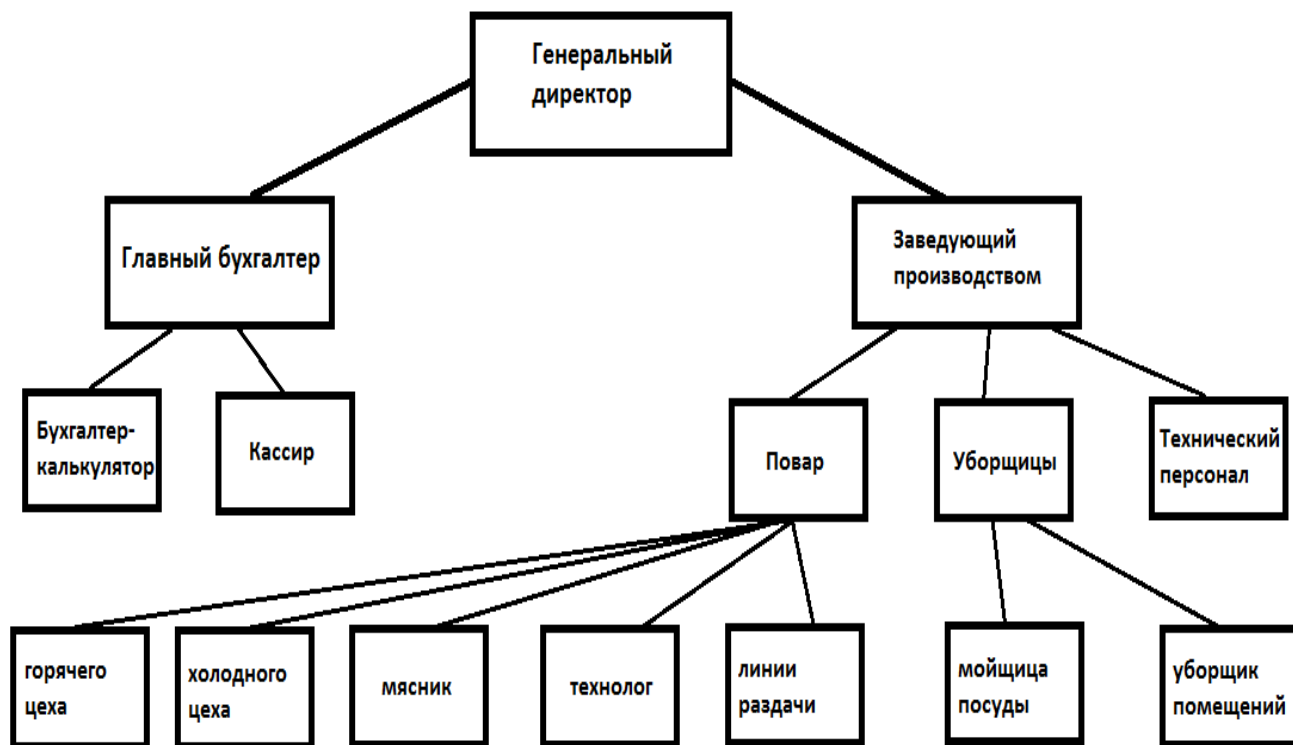 Генеральный
директор
Главный бухгалтер
Заведующий
производством
Бухгалтер-
калькулятор
Кассир
Повар
Уборщицы
Технический
персонал
горячего
цеха
холодного
цеха
мясник
технолог
линии
раздачи
мойщица
посуды
уборщик
помещений